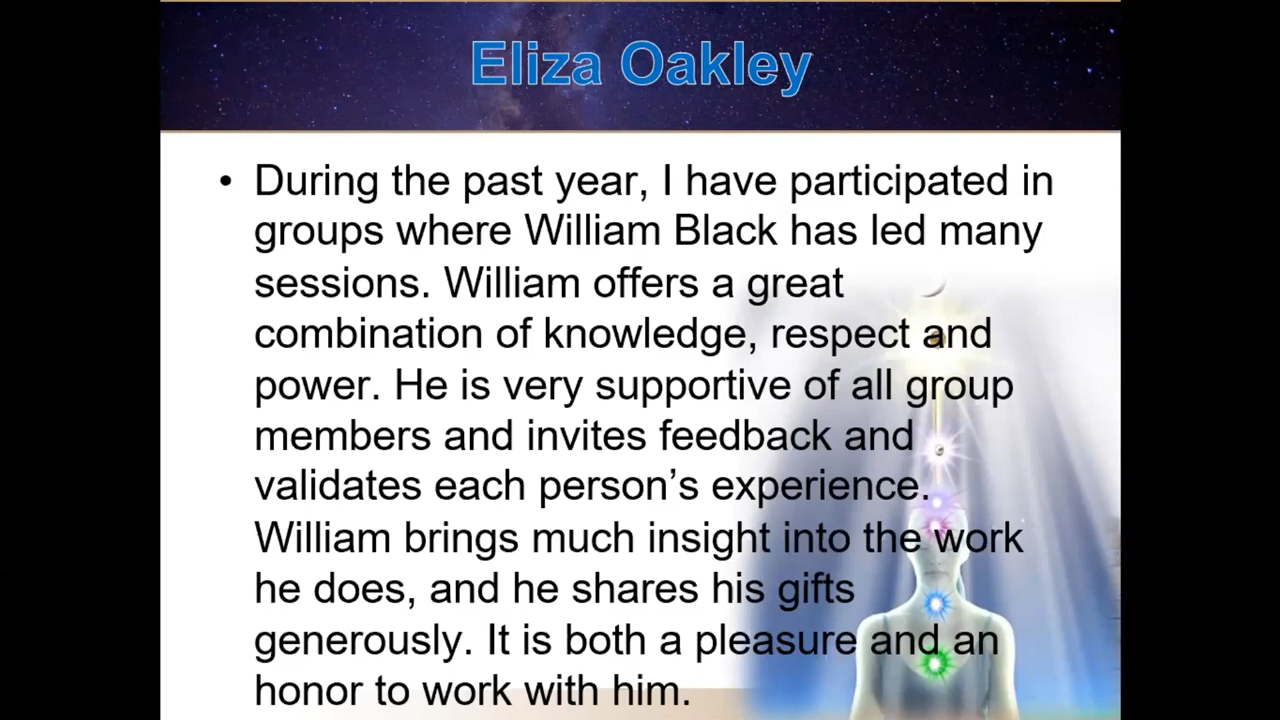 Eliza Oakley
• During the past year, I have participated in
groups where William Black has led many
sessions. William offers a great
combination of knowledge, respect and
power. He is very supportive of all group
members and invites feedback and
validates each person’s experience.
William brings much insight into the work
he does, and he shares his gifts
generously. It is both a pleasure and an
honor to work with him.